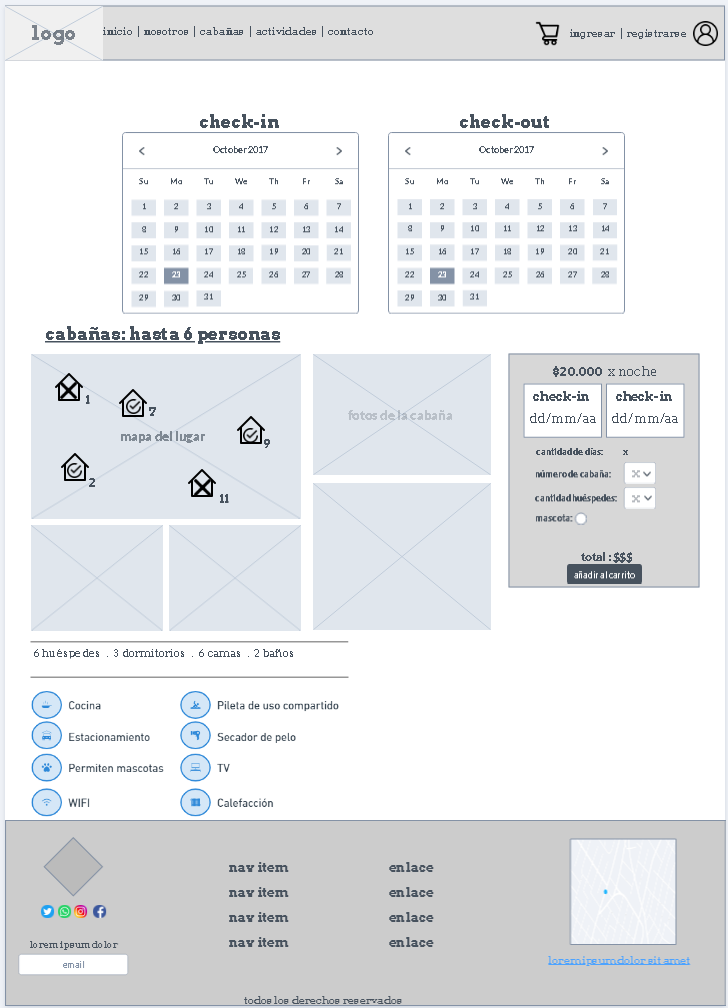 logo
inicio | nosotros | cabañas | actividades | contacto
ingresar | registrarse
check-in
October 2017
Su Mo Tu We Th Fr Sa
1 2 3 4 5 6 7
8 9 10 11 12 13 14
15 16 17 18 19 20 21
22 23 24 25 26 27 28
29 30 31
check-out
October 2017
Su Mo Tu We Th Fr Sa
1 2 3 4 5 6 7
8 9 10 11 12 13 14
15 16 17 18 19 20 21
22 23 24 25 26 27 28
29 30 31
cabañas: hasta 6 personas
1
7
mapa del lugar
9
2
11
fotos de la cabaña
$20.000 x noche
check-in
dd/mm/aa
check-in
dd/mm/aa
cantidad de días: x
número de cabaña:
cantidad huéspedes:
mascota:
total : $$$
añadir al carrito
6 huéspedes . 3 dormitorios . 6 camas . 2 baños
Cocina
Pileta de uso compartido
Estacionamiento
Secador de pelo
Permiten mascotas
TV
WIFI
Calefacción
lorem ipsum dolor
email
nav item
nav item
nav item
nav item
enlace
enlace
enlace
enlace
lorem ipsum dolor sit amet
todos los derechos reservados